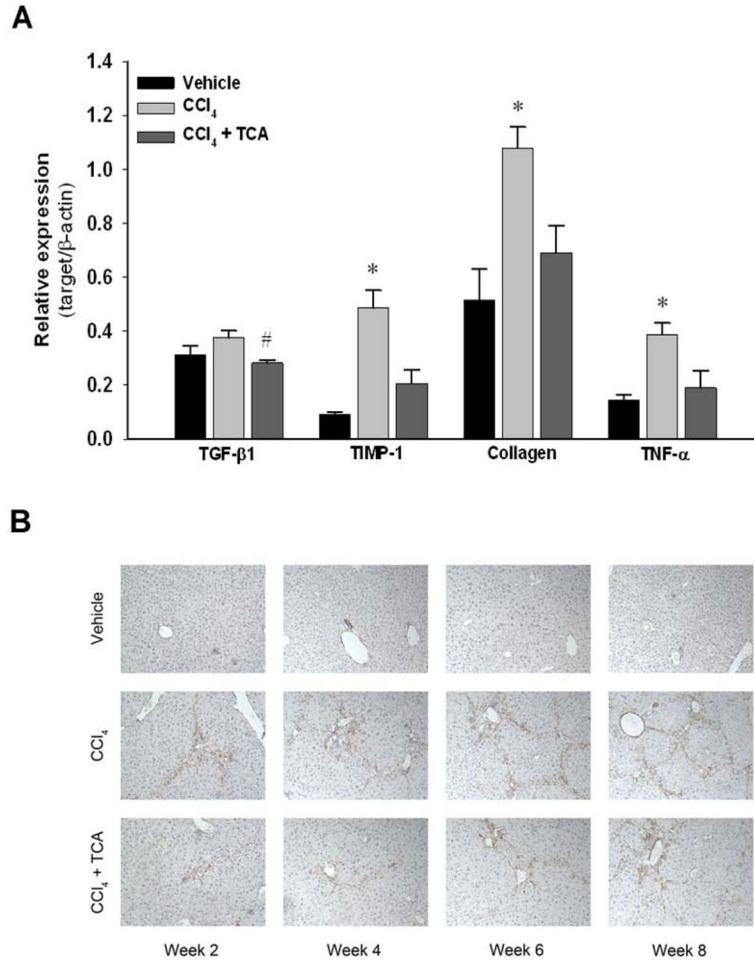 A
Relative expression
(target/β-actin)
1.4
1.2
1.0
0.8
0.6
0.4
0.2
0.0
Vehicle
CCl₄
CCl₄ + TCA
#
*
*
*
TGF-β1 TIMP-1 Collagen TNF-α
B
Vehicle
CCl₄
CCl₄ + TCA
Week 2 Week 4 Week 6 Week 8